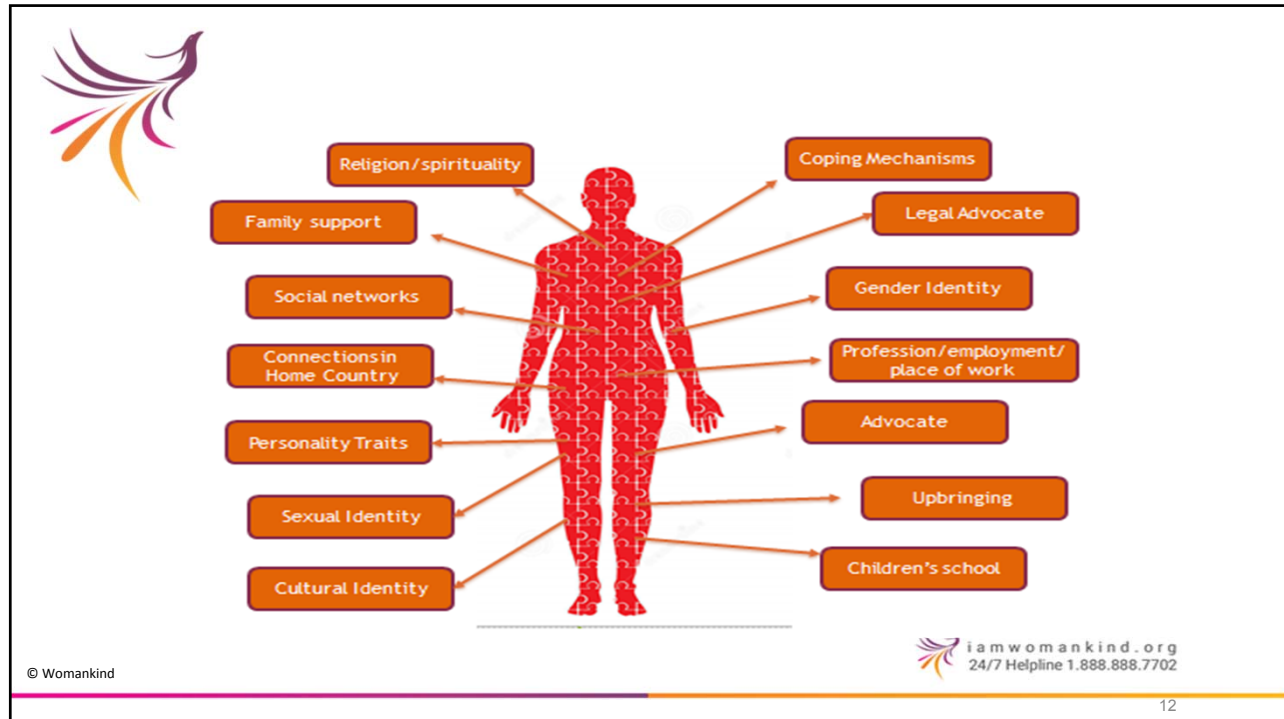 Religion/spirituality
Coping Mechanisms
Family support
Legal Advocate
Social networks
Gender Identity
Connections in
Home Country
Profession/employment/
place of work
Personality Traits
Advocate
Sexual Identity
Upbringing
Cultural Identity
Children's school
iamwomankind.org
24/7 Helpline 1.888.888.7702
© Womankind
12